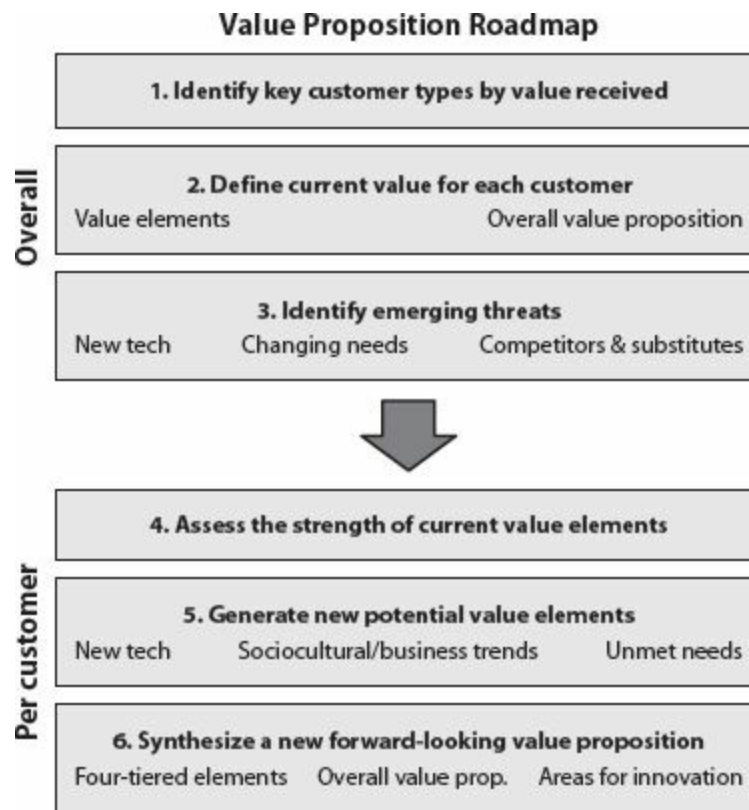 Value Proposition Roadmap
Overall
1. Identify key customer types by value received
2. Define current value for each customer
Value elements Overall value proposition
3. Identify emerging threats
New tech Changing needs Competitors & substitutes
Per customer
4. Assess the strength of current value elements
5. Generate new potential value elements
New tech Sociocultural/business trends Unmet needs
6. Synthesize a new forward-looking value proposition
Four-tiered elements Overall value prop. Areas for innovation